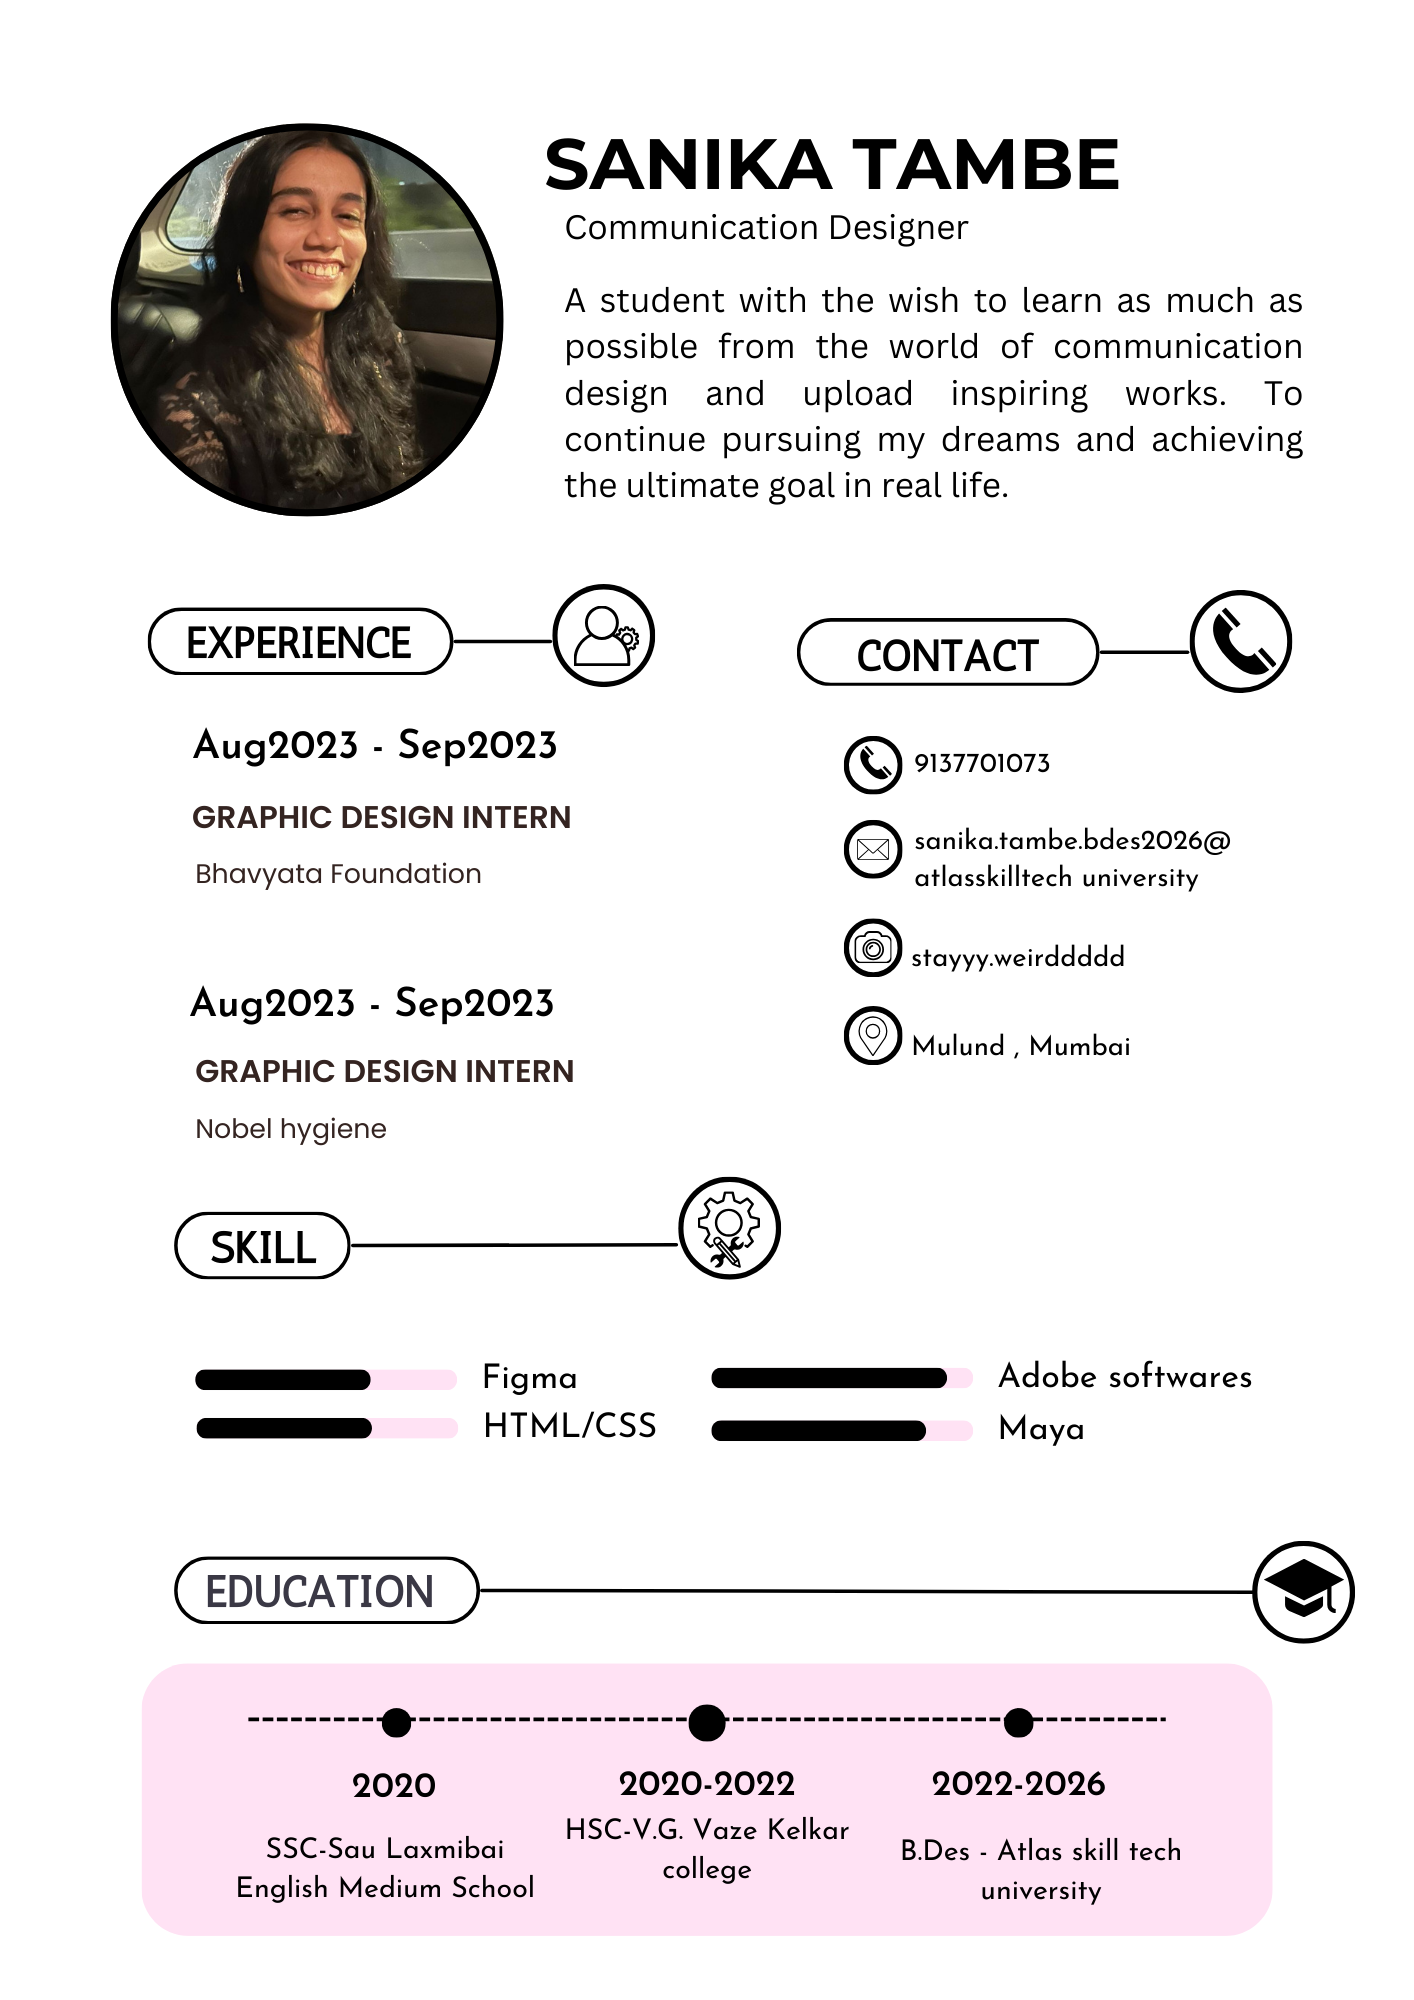 SANIKA TAMBE
Communication Designer
A student with the wish to learn as much as
possible from the world of communication
design and upload inspiring works. To
continue pursuing my dreams and achieving
the ultimate goal in real life.
EXPERIENCE
Aug2023 - Sep2023
GRAPHIC DESIGN INTERN
Bhavyata Foundation
Aug2023 - Sep2023
GRAPHIC DESIGN INTERN
Nobel hygiene
CONTACT
9137701073
sanika.tambe.bdes2026@
atlasskilltech university
stayyy.weirddddd
Mulund , Mumbai
SKILL
Figma
HTML/CSS
Adobe softwares
Maya
EDUCATION
2020
SSC-Sau Laxmibai
English Medium School
2020-2022
HSC-V.G. Vaze Kelkar
college
2022-2026
B.Des - Atlas skill tech
university